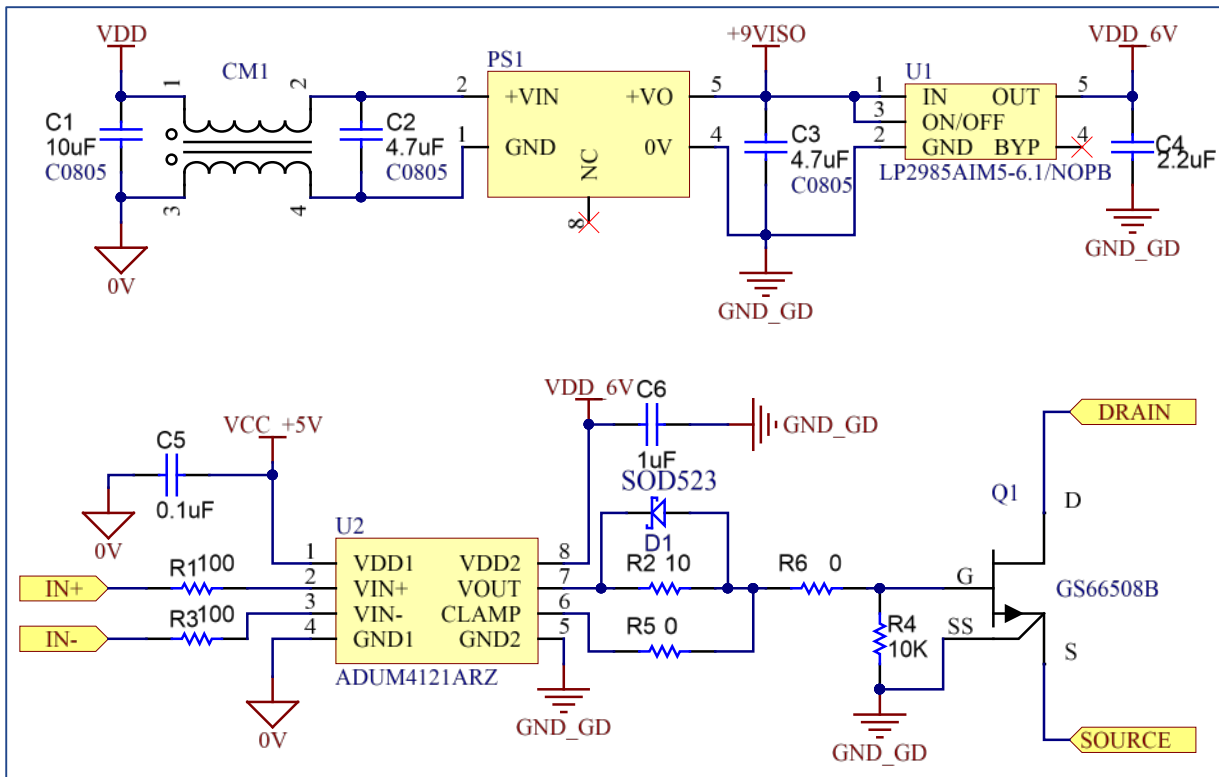 VDD
+9VISO
VDD_6V
CM1
1
2
3
4
C1
10uF
C0805
C2
4.7uF
C0805
0V
PS1
2
1
+VIN
GND
NC
8
+VO
0V
5
4
C3
4.7uF
C0805
GND_GD
U1
1
3
2
IN
ON/OFF
GND
OUT
BYP
5
4
LP2985AIM5-6.1/NOPB
C4
2.2uF
GND_GD
VCC_+5V
C5
0.1uF
0V
IN+
IN-
R1 100
R3 100
U2
1
2
3
4
VDD1
VIN+
VIN-
GND1
VDD2
VOUT
CLAMP
GND2
8
7
6
5
ADUM4121ARZ
0V
GND_GD
VDD_6V
C6
1uF
GND_GD
SOD523
D1
R2 10
R5 0
R6 0
R4
10K
GND_GD
Q1
D
G
SS
S
GS66508B
DRAIN
SOURCE